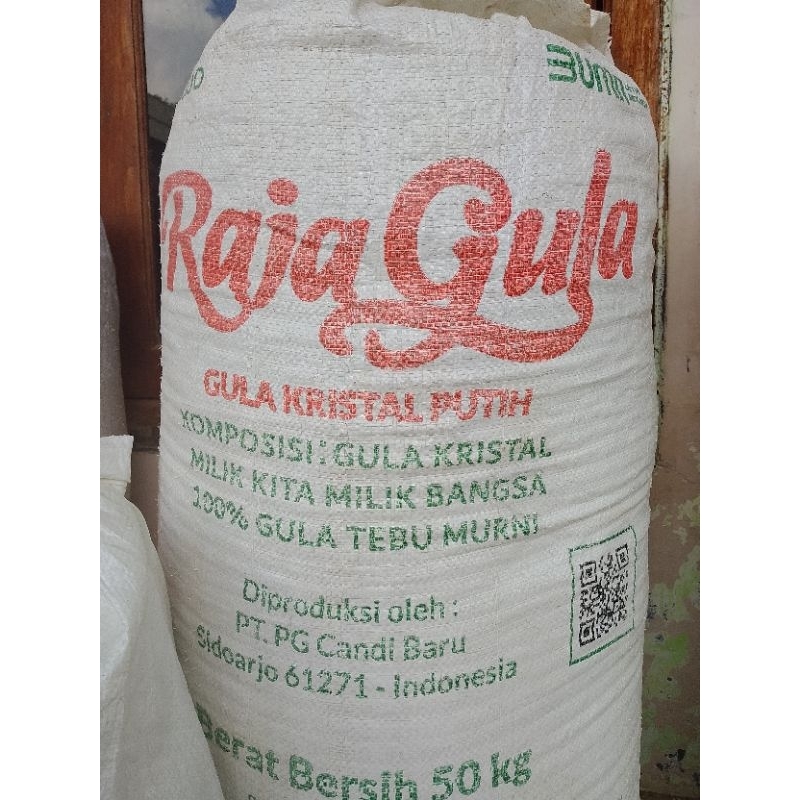 BUMN
Raja Gula
GULA KRISTAL PUTIH
KOMPOSISI : GULA KRISTAL
MILIK KITA MILIK BANGSA
100% GULA TEBU MURNI
Diproduksi oleh :
PT. PG Candi Baru
Sidoarjo 61271 - Indonesia
Berat Bersih 50 kg